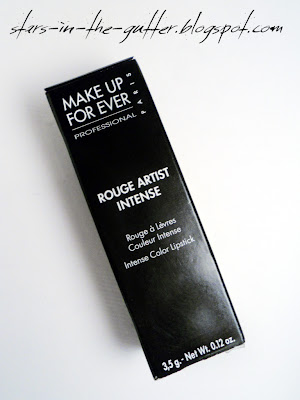 stars-in-the-gutter.blogspot.com
MAKE UP
FOR EVER
PROFESSIONAL
PARIS
ROUGE ARTIST
INTENSE
Rouge à Lèvres
Couleur Intense
Intense Color Lipstick
3,5 g.- Net Wt. 0.12 oz.